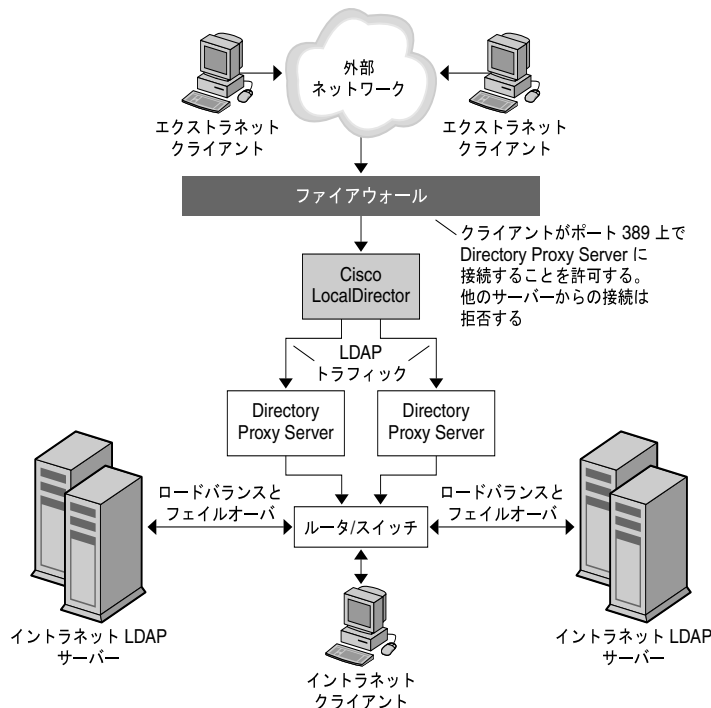 外部
ネットワーク
エクストラネット
クライアント
エクストラネット
クライアント
ファイアウォール
クライアントがポート 389 上で
Directory Proxy Server に
接続することを許可する。
他のサーバーからの接続は
拒否する
Cisco
LocalDirector
LDAP
トラフィック
Directory
Proxy Server
Directory
Proxy Server
ロードバランスと
フェイルオーバ
ルータ/スイッチ
ロードバランスと
フェイルオーバ
イントラネット LDAP
サーバー
イントラネット
クライアント
イントラネット LDAP
サーバー